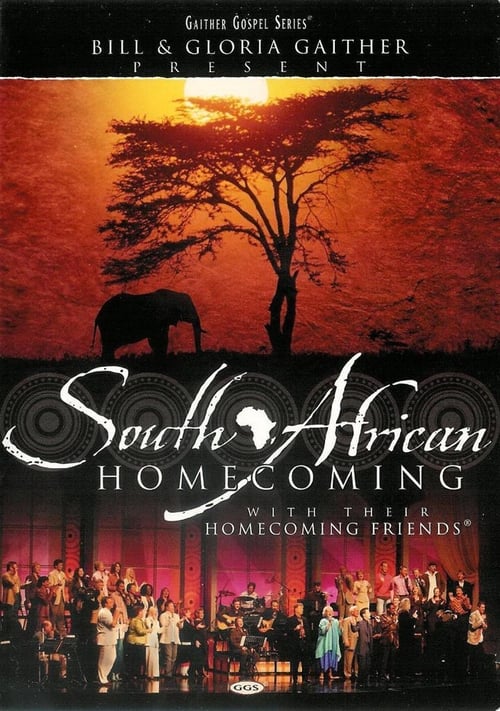 GAITHER GOSPEL SERIES®
BILL & GLORIA GAITHER
PRESENT
SOUTH AFRICAN
HOMECOMING
WITH THEIR
HOMECOMING FRIENDS®
GGS